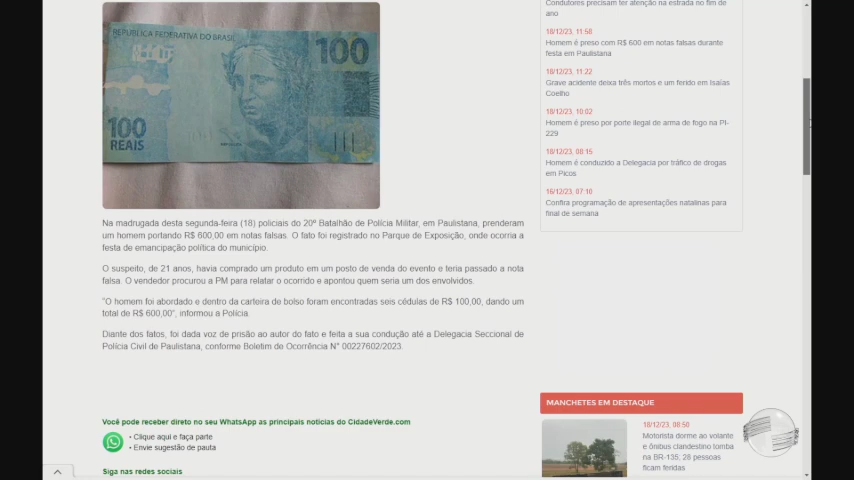 REPÚBLICA FEDERATIVA DO BRASIL
100
100
REAIS
Na madrugada desta segunda-feira (18) policiais do 20º Batalhão de Polícia Militar, em Paulistana, prenderam
um homem portando R$ 600,00 em notas falsas. O fato foi registrado no Parque de Exposição, onde ocorria a
festa de emancipação política do município.
O suspeito, de 21 anos, havia comprado um produto em um posto de venda do evento e teria passado a nota
falsa. O vendedor procurou a PM para relatar o ocorrido e apontou quem seria um dos envolvidos.
"O homem foi abordado e dentro da carteira de bolso foram encontradas seis cédulas de R$ 100,00, dando um
total de R$ 600,00", informou a Polícia.
Diante dos fatos, foi dada voz de prisão ao autor do fato e feita a sua condução até a Delegacia Seccional de
Polícia Civil de Paulistana, conforme Boletim de Ocorrência N° 00227602/2023.
Você pode receber direto no seu WhatsApp as principais notícias do CidadeVerde.com
• Clique aqui e faça parte
• Envie sugestão de pauta
Siga nas redes sociais
Condutores precisam ter atenção na estrada no fim de
ano
18/12/23, 11:58
Homem é preso com R$ 600 em notas falsas durante
festa em Paulistana
18/12/23, 11:22
Grave acidente deixa três mortos e um ferido em Isaías
Coelho
18/12/23, 10:02
Homem é preso por porte ilegal de arma de fogo na PI-
229
18/12/23, 08:15
Homem é conduzido a Delegacia por tráfico de drogas
em Picos
16/12/23, 07:10
Confira programação de apresentações natalinas para
final de semana
MANCHETES EM DESTAQUE
18/12/23, 08:50
Motorista dorme ao volante
e ônibus clandestino tomba
na BR-135; 28 pessoas
ficam feridas